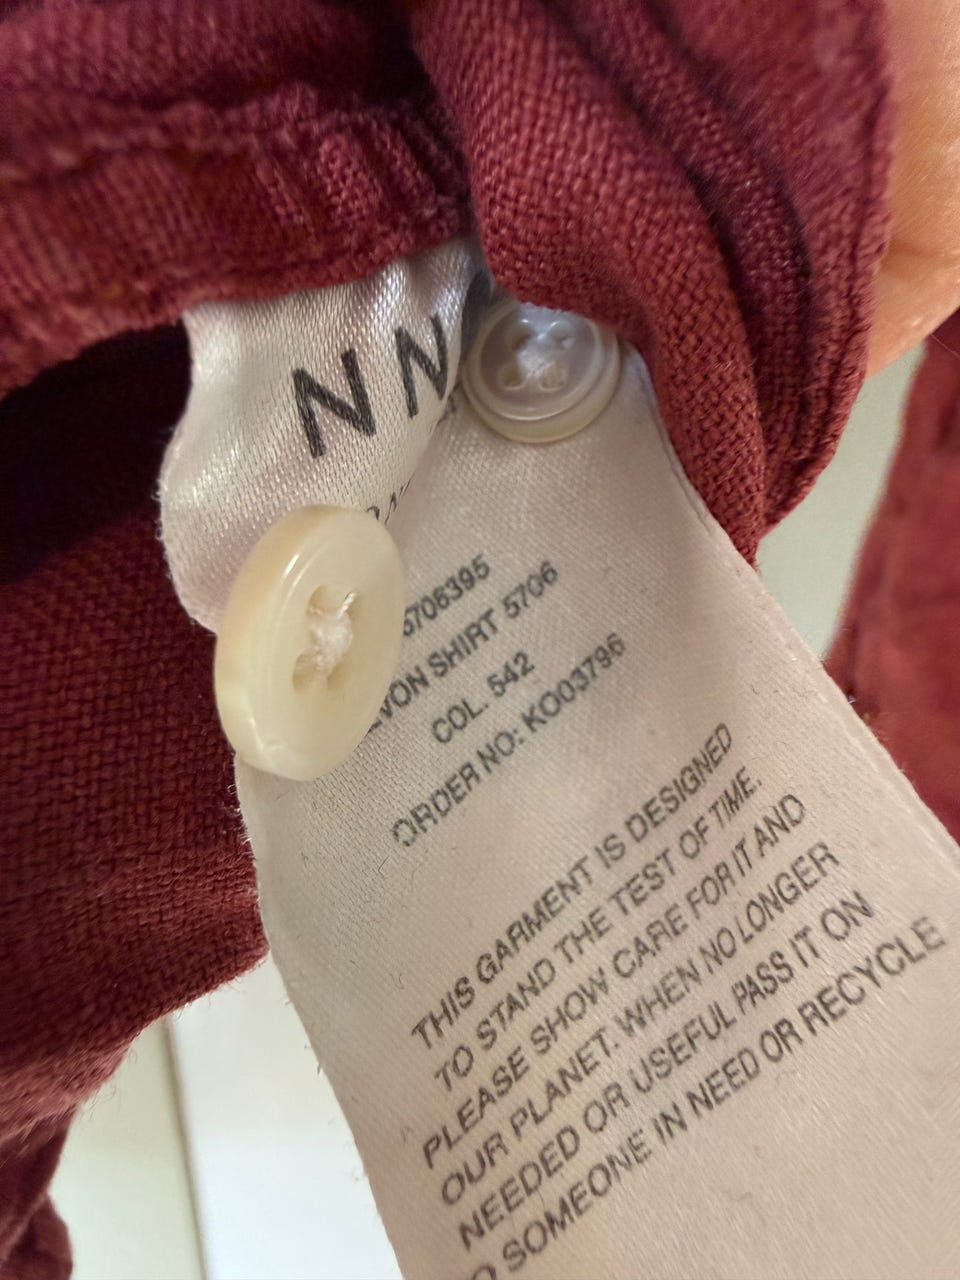 NN
5706395
VON SHIRT 5706
COL. 542
ORDER NO: KO03796
THIS GARMENT IS DESIGNED
TO STAND THE TEST OF TIME.
PLEASE SHOW CARE FOR IT AND
OUR PLANET. WHEN NO LONGER
NEEDED OR USEFUL PASS IT ON
TO SOMEONE IN NEED OR RECYCLE